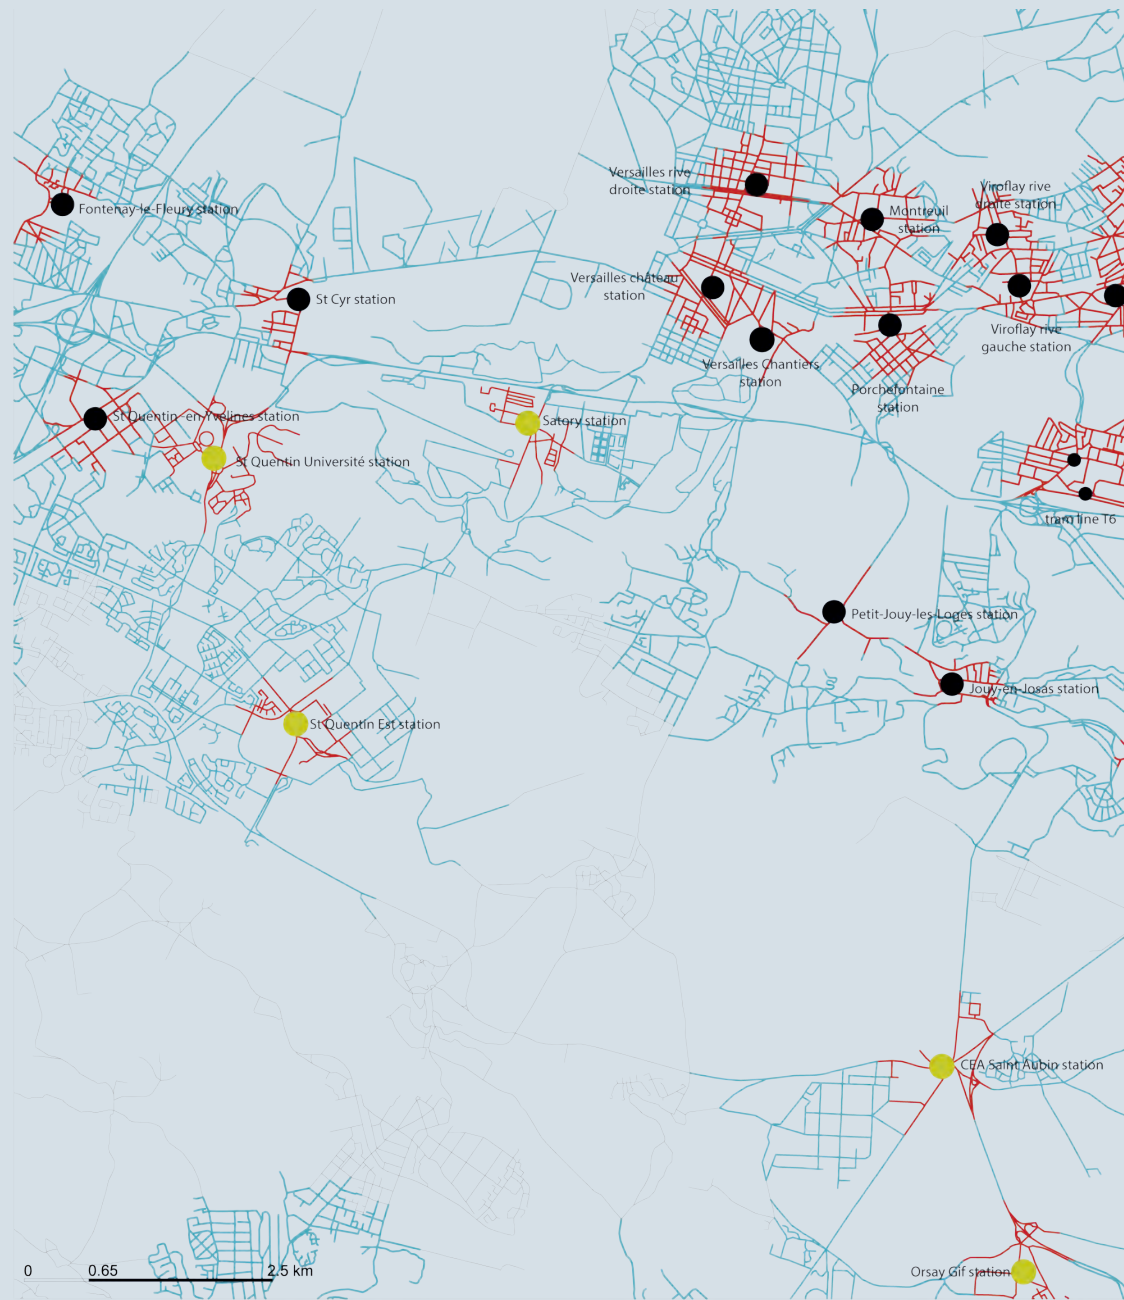 Versailles rive
droite station
Viroflay rive
droite station
Fontenay-le-Fleury station
Montreuil
station
Versailles château
station
St Cyr station
Viroflay rive
gauche station
Versailles Chantiers
station
Porchefontaine
station
St Quentin -en-Yvelines station
Satory station
St Quentin Université station
tram line T6
Petit-Jouy-les-Loges station
Jouy-en-Josas station
St Quentin Est station
CEA Saint Aubin station
Orsay Gif station
0 0.65 2.5 km